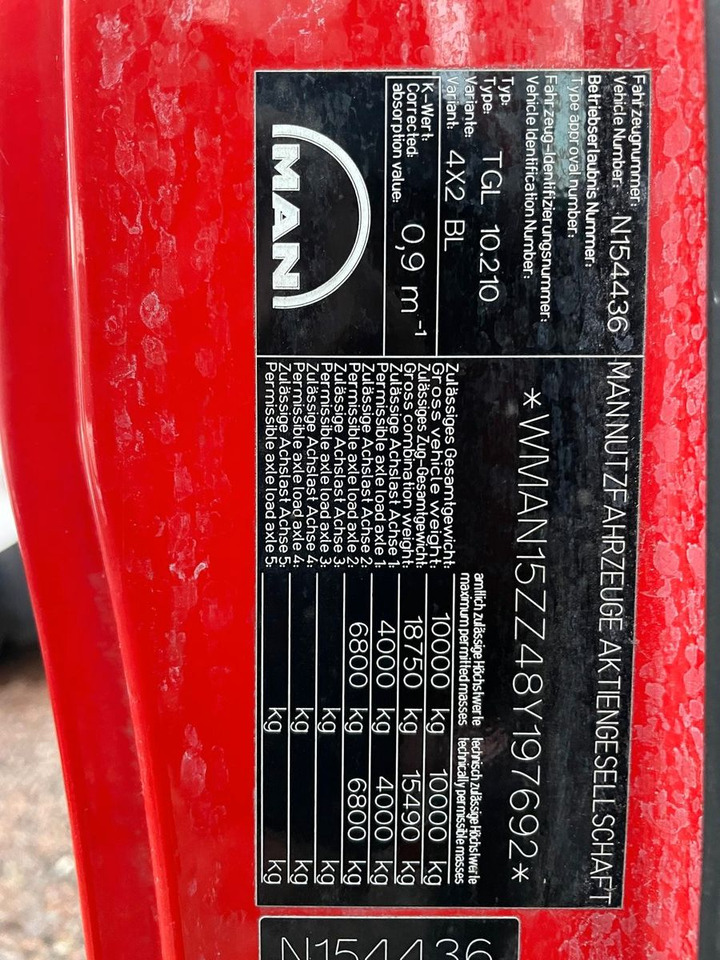 MAN NUTZFAHRZEUGE AKTIENGESELLSCHAFT
Fahrzeugnummer:
Vehicle Number: N154436
Betriebserlaubnis Nummer:
Type approval number:
Fahrzeug-Identifizierungsnummer:
Vehicle Identification Number:
*WMAN15ZZ48Y197692*
Typ:
Type: TGL 10.210
Variante:
Variant: 4X2 BL
K-Wert:
Corrected absorption value: 0,9 m⁻¹
MAN
amtlich zulässige Höchstwerte
maximum permitted masses
technisch zulässige Höchstwerte
technically permissible masses
Zulässiges Gesamtgewicht:
Gross vehicle weight: 10000 kg 10000 kg
Zulässiges Zug-Gesamtgewicht:
Gross combination weight: 18750 kg 15490 kg
Zulässige Achslast Achse 1:
Permissible axle load axle 1: 4000 kg 4000 kg
Zulässige Achslast Achse 2:
Permissible axle load axle 2: 6800 kg 6800 kg
Zulässige Achslast Achse 3:
Permissible axle load axle 3: kg kg
Zulässige Achslast Achse 4:
Permissible axle load axle 4: kg kg
Zulässige Achslast Achse 5:
Permissible axle load axle 5: kg kg
N154436